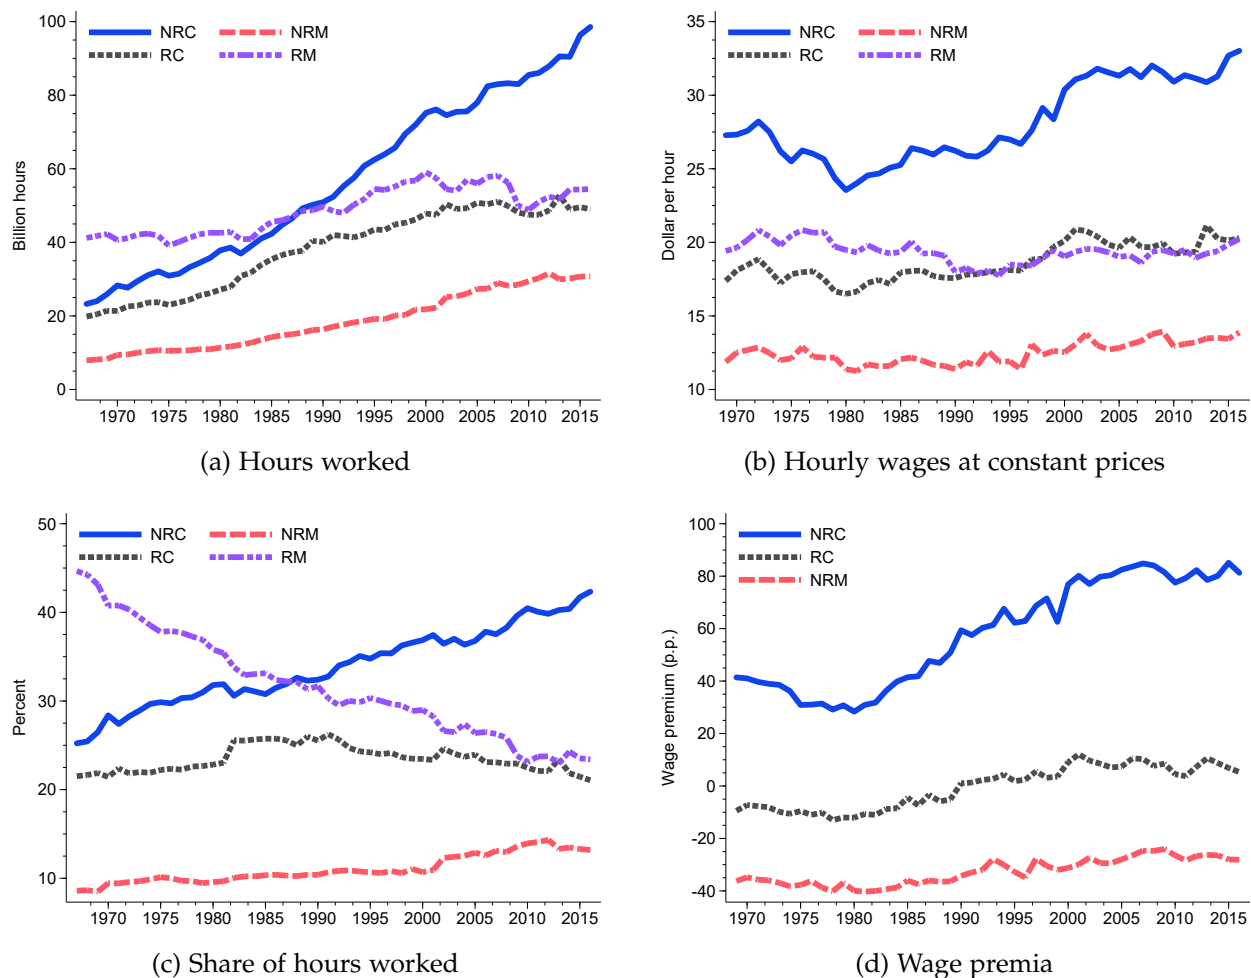 NRC NRM
RC RM
Billion hours
100
80
60
40
20
0
1970 1975 1980 1985 1990 1995 2000 2005 2010 2015
(a) Hours worked
NRC NRM
RC RM
Dollar per hour
35
30
25
20
15
10
1970 1975 1980 1985 1990 1995 2000 2005 2010 2015
(b) Hourly wages at constant prices
NRC NRM
RC RM
Percent
50
40
30
20
10
1970 1975 1980 1985 1990 1995 2000 2005 2010 2015
(c) Share of hours worked
NRC
RC
NRM
Wage premium (p.p.)
100
80
60
40
20
0
-20
-40
1970 1975 1980 1985 1990 1995 2000 2005 2010 2015
(d) Wage premia